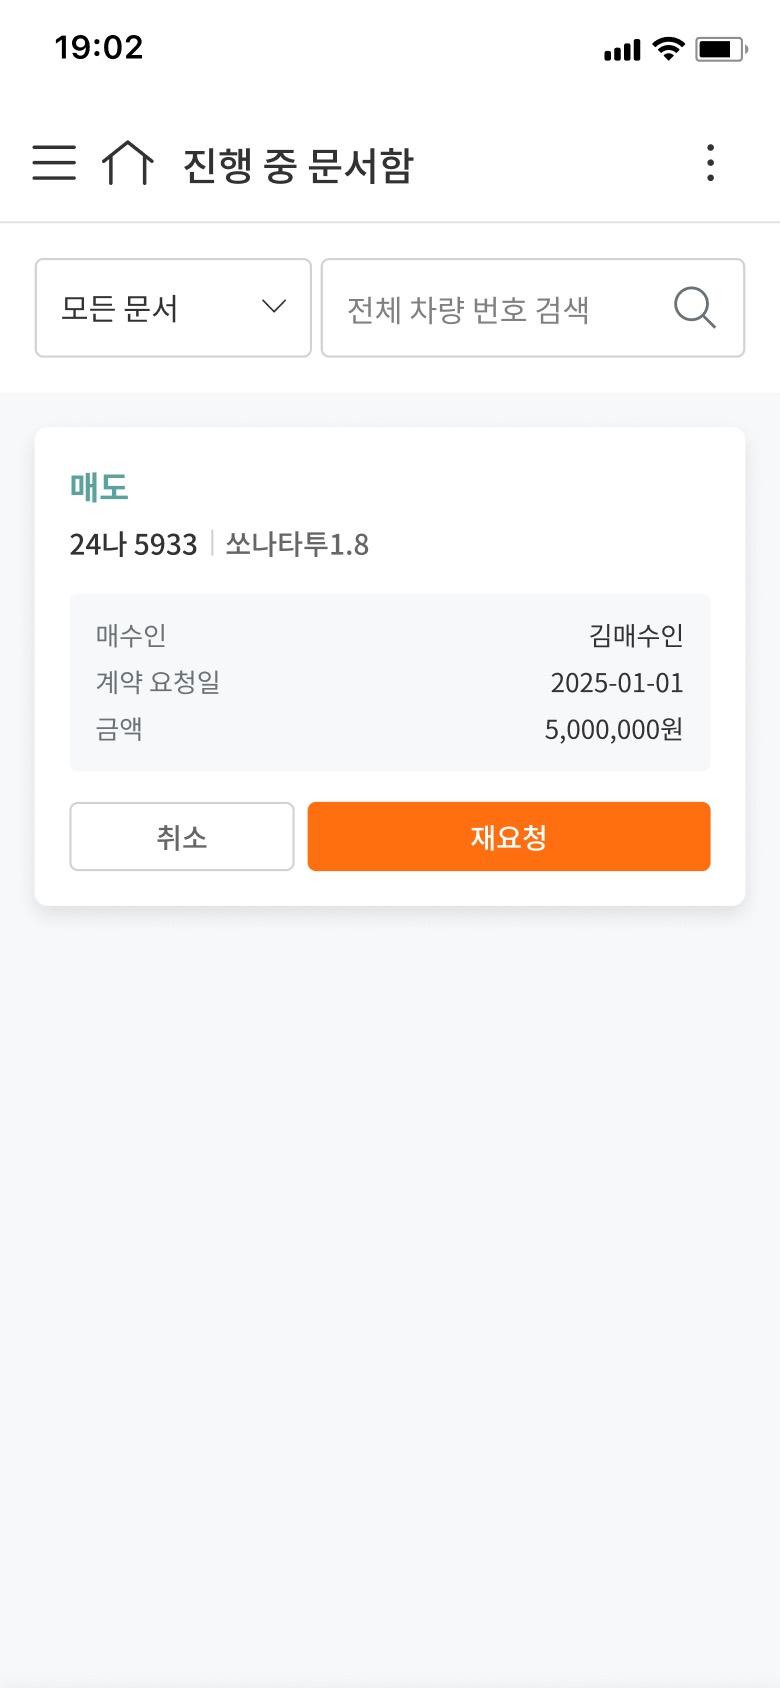 19:02
진행 중 문서함
모든 문서
전체 차량 번호 검색
매도
24나 5933 쏘나타투1.8
매수인 김매수인
계약 요청일 2025-01-01
금액 5,000,000원
취소 재요청